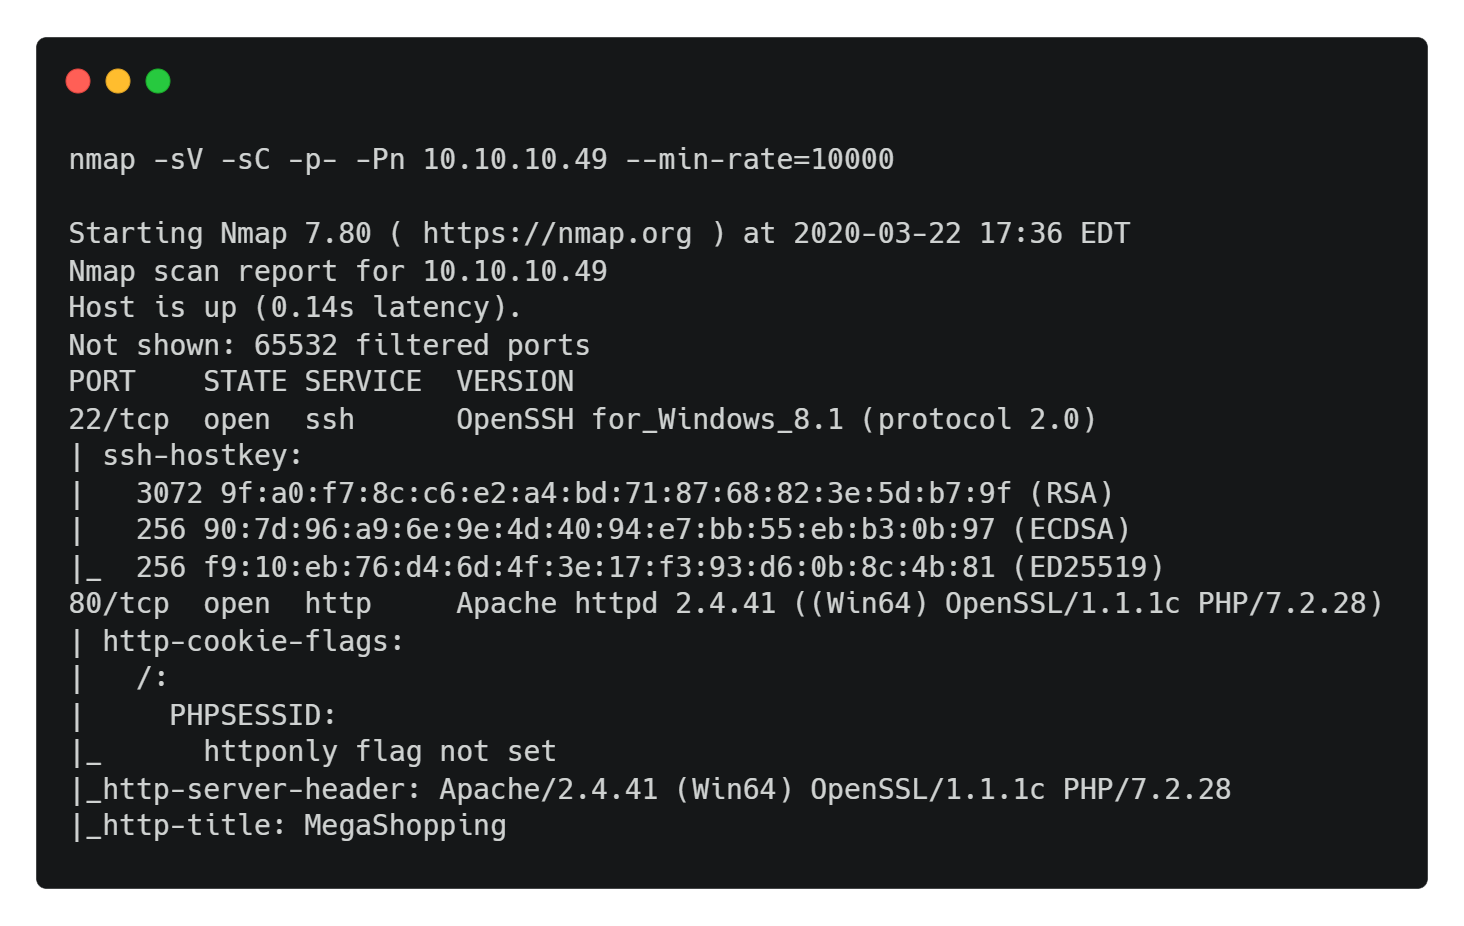 nmap -sV -sC -p- -Pn 10.10.10.49 --min-rate=10000
Starting Nmap 7.80 ( https://nmap.org ) at 2020-03-22 17:36 EDT
Nmap scan report for 10.10.10.49
Host is up (0.14s latency).
Not shown: 65532 filtered ports
PORT    STATE SERVICE  VERSION
22/tcp  open  ssh      OpenSSH for_Windows_8.1 (protocol 2.0)
| ssh-hostkey:
|   3072 9f:a0:f7:8c:c6:e2:a4:bd:71:87:68:82:3e:5d:b7:9f (RSA)
|   256 90:7d:96:a9:6e:9e:4d:40:94:e7:bb:55:eb:b3:0b:97 (ECDSA)
|_  256 f9:10:eb:76:d4:6d:4f:3e:17:f3:93:d6:0b:8c:4b:81 (ED25519)
80/tcp  open  http     Apache httpd 2.4.41 ((Win64) OpenSSL/1.1.1c PHP/7.2.28)
| http-cookie-flags:
|   /:
|     PHPSESSID:
|_      httponly flag not set
|_http-server-header: Apache/2.4.41 (Win64) OpenSSL/1.1.1c PHP/7.2.28
|_http-title: MegaShopping